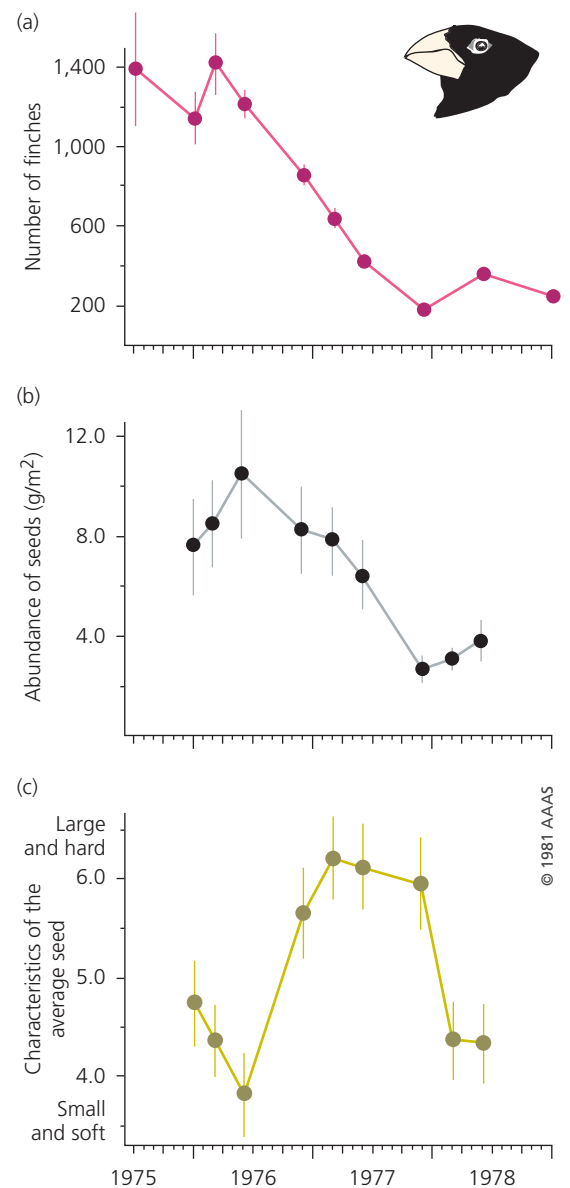 (a)
1,400
1,000
600
200
Number of finches
(b)
12.0
8.0
4.0
Abundance of seeds (g/m²)
(c)
Large
and hard
6.0
5.0
4.0
Small
and soft
Characteristics of the
average seed
© 1981 AAAS
1975 1976 1977 1978